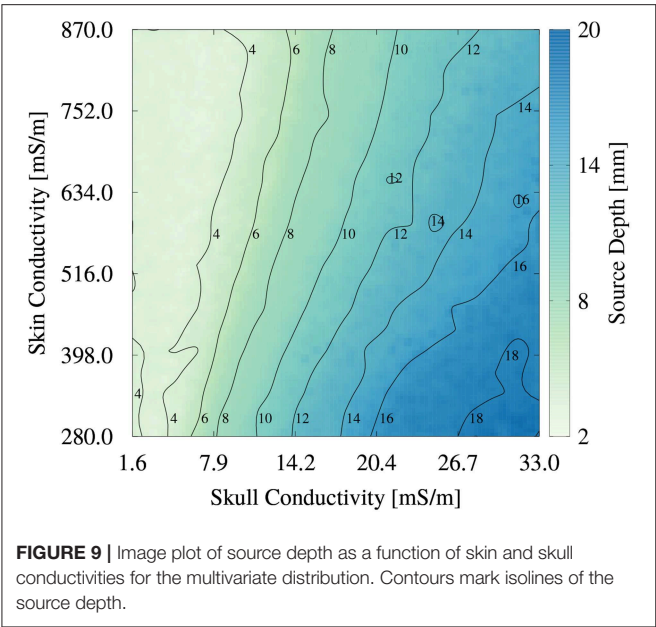 870.0
752.0
634.0
516.0
398.0
280.0
Skin Conductivity [mS/m]
4 6 8 10 12
14
12
16
4 6 8 10 12 14 14
16
18
4
4 6 8 10 12 14 16 18
1.6 7.9 14.2 20.4 26.7 33.0
Skull Conductivity [mS/m]
20
14
8
2
Source Depth [mm]
FIGURE 9 | Image plot of source depth as a function of skin and skull
conductivities for the multivariate distribution. Contours mark isolines of the
source depth.